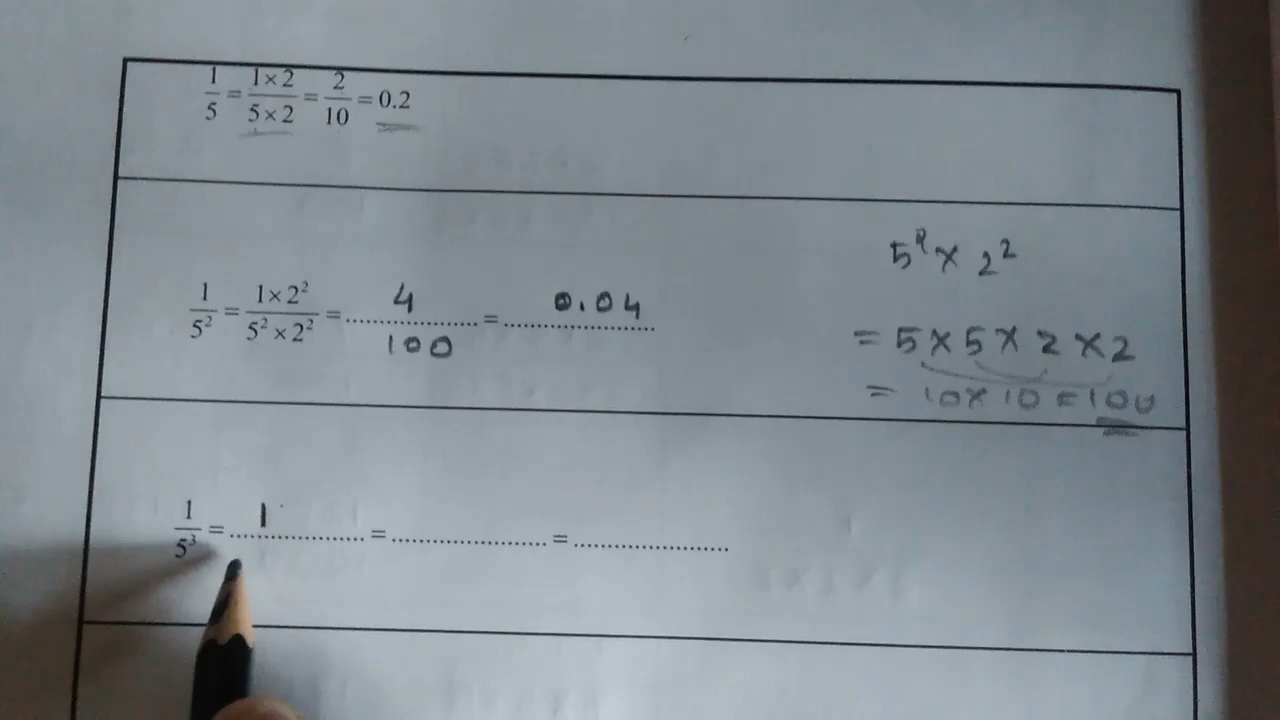 1/5 = 1×2/5×2 = 2/10 = 0.2
1/5² = 1×2²/5²×2² = 4/100 = 0.04
5² × 2²
= 5 × 5 × 2 × 2
= 10 × 10 = 100
1/5³ = 1 ............ = ............ = ............